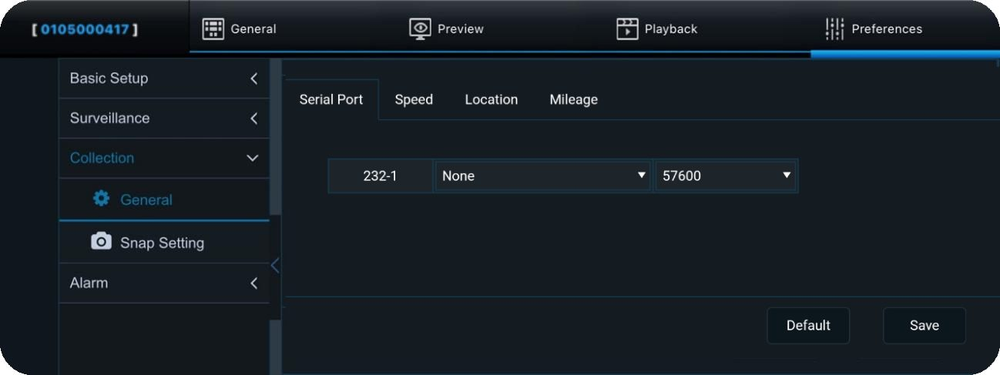 [ 0105000417 ]
General
Preview
Playback
Preferences
Basic Setup
Surveillance
Collection
General
Snap Setting
Alarm
Serial Port
Speed
Location
Mileage
232-1
None
57600
Default
Save